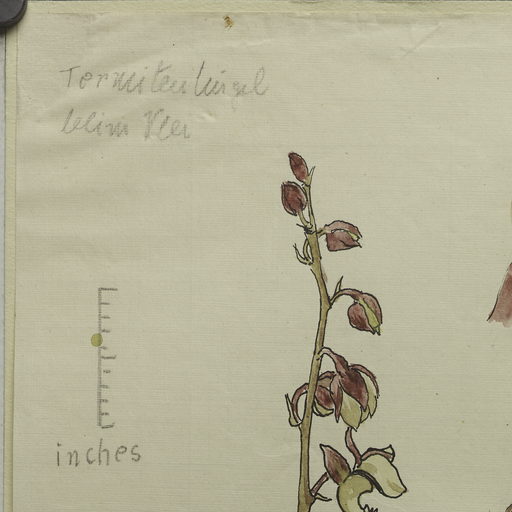 Termitenhügel
beim Vlei
inches